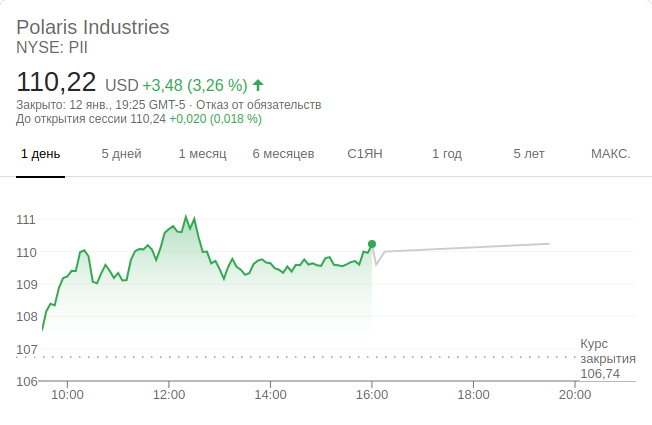 Polaris Industries
NYSE: PII
110,22 USD +3,48 (3,26 %)
Закрыто: 12 янв., 19:25 GMT-5 · Отказ от обязательств
До открытия сессии 110,24 +0,020 (0,018 %)
1 день 5 дней 1 месяц 6 месяцев С1ЯН 1 год 5 лет МАКС.
111
110
109
108
107
106
Курс
закрытия
106,74
10:00 12:00 14:00 16:00 18:00 20:00